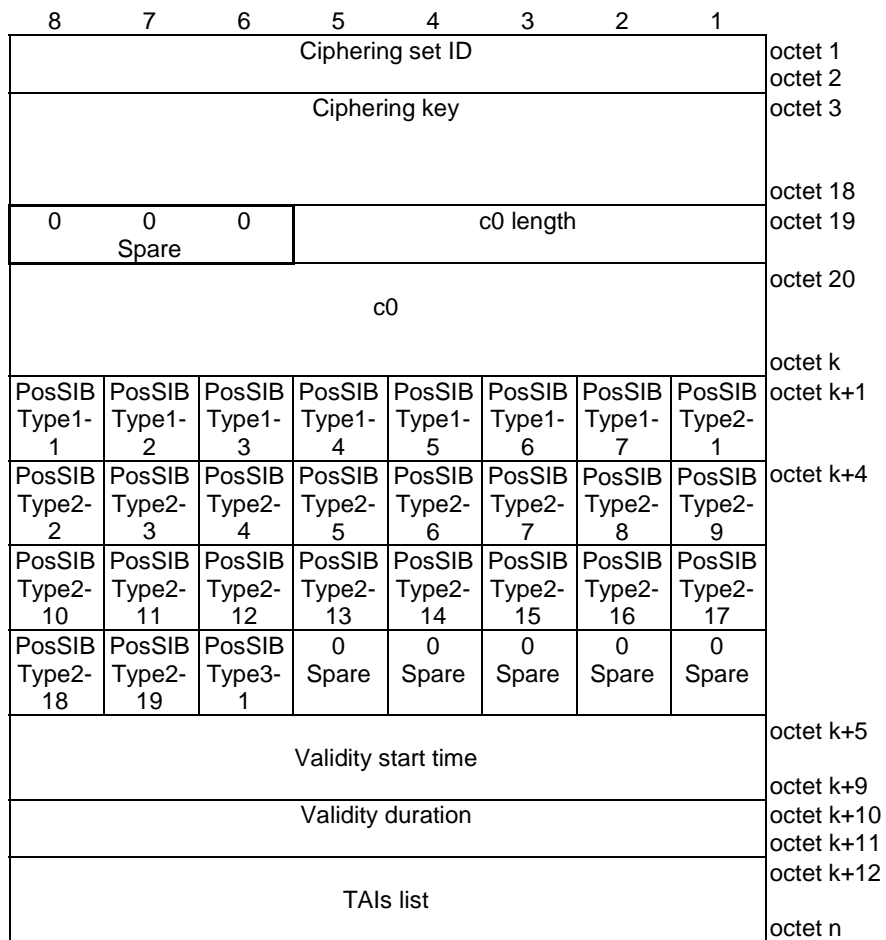 8 7 6 5 4 3 2 1
Ciphering set ID octet 1
octet 2
Ciphering key octet 3
octet 18
0 0 0 c0 length octet 19
Spare
octet 20
c0
octet k
PosSIB PosSIB PosSIB PosSIB PosSIB PosSIB PosSIB PosSIB octet k+1
Type1- Type1- Type1- Type1- Type1- Type1- Type1- Type2-
1 2 3 4 5 6 7 1
PosSIB PosSIB PosSIB PosSIB PosSIB PosSIB PosSIB PosSIB octet k+4
Type2- Type2- Type2- Type2- Type2- Type2- Type2- Type2-
2 3 4 5 6 7 8 9
PosSIB PosSIB PosSIB PosSIB PosSIB PosSIB PosSIB PosSIB
Type2- Type2- Type2- Type2- Type2- Type2- Type2- Type2-
10 11 12 13 14 15 16 17
PosSIB PosSIB PosSIB 0 0 0 0 0
Type2- Type2- Type3- Spare Spare Spare Spare Spare
18 19 1
octet k+5
Validity start time
octet k+9
Validity duration octet k+10
octet k+11
octet k+12
TAIs list
octet n